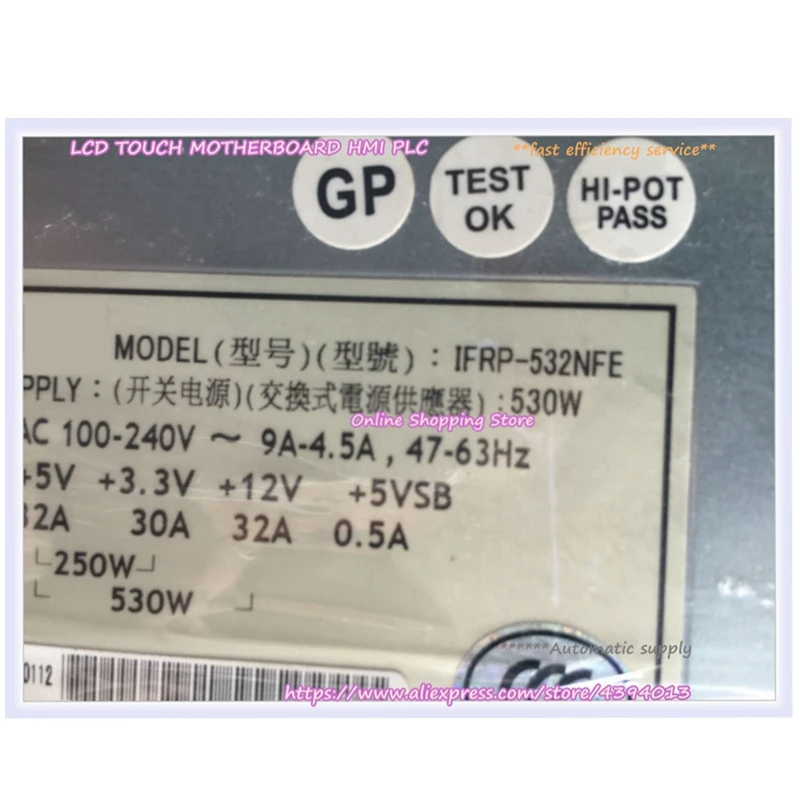 LCD TOUCH MOTHERBOARD HMI PLC
**fast efficiency service**
GP
TEST
OK
HI-POT
PASS
MODEL(型号)(型號) : IFRP-532NFE
PPLY : (开关电源)(交換式電源供應器) : 530W
Online Shopping Store
AC 100-240V ~ 9A-4.5A , 47-63Hz
+5V +3.3V +12V +5VSB
32A 30A 32A 0.5A
250W
530W
******Automatic supply
0112
https://www.aliexpress.com/store/4394013